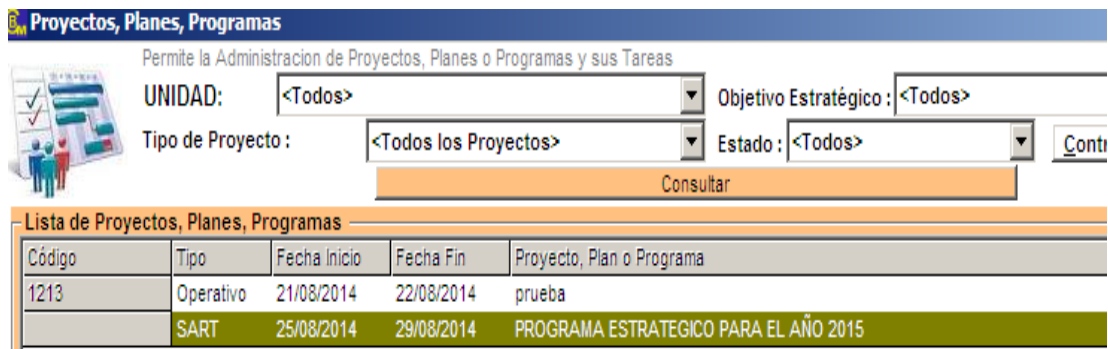 Proyectos, Planes, Programas
Permite la Administracion de Proyectos, Planes o Programas y sus Tareas
UNIDAD: <Todos> Objetivo Estratégico : <Todos>
Tipo de Proyecto : <Todos los Proyectos> Estado : <Todos> Contr
Consultar
Lista de Proyectos, Planes, Programas
Código Tipo Fecha Inicio Fecha Fin Proyecto, Plan o Programa
1213 Operativo 21/08/2014 22/08/2014 prueba
SART 25/08/2014 29/08/2014 PROGRAMA ESTRATEGICO PARA EL AÑO 2015